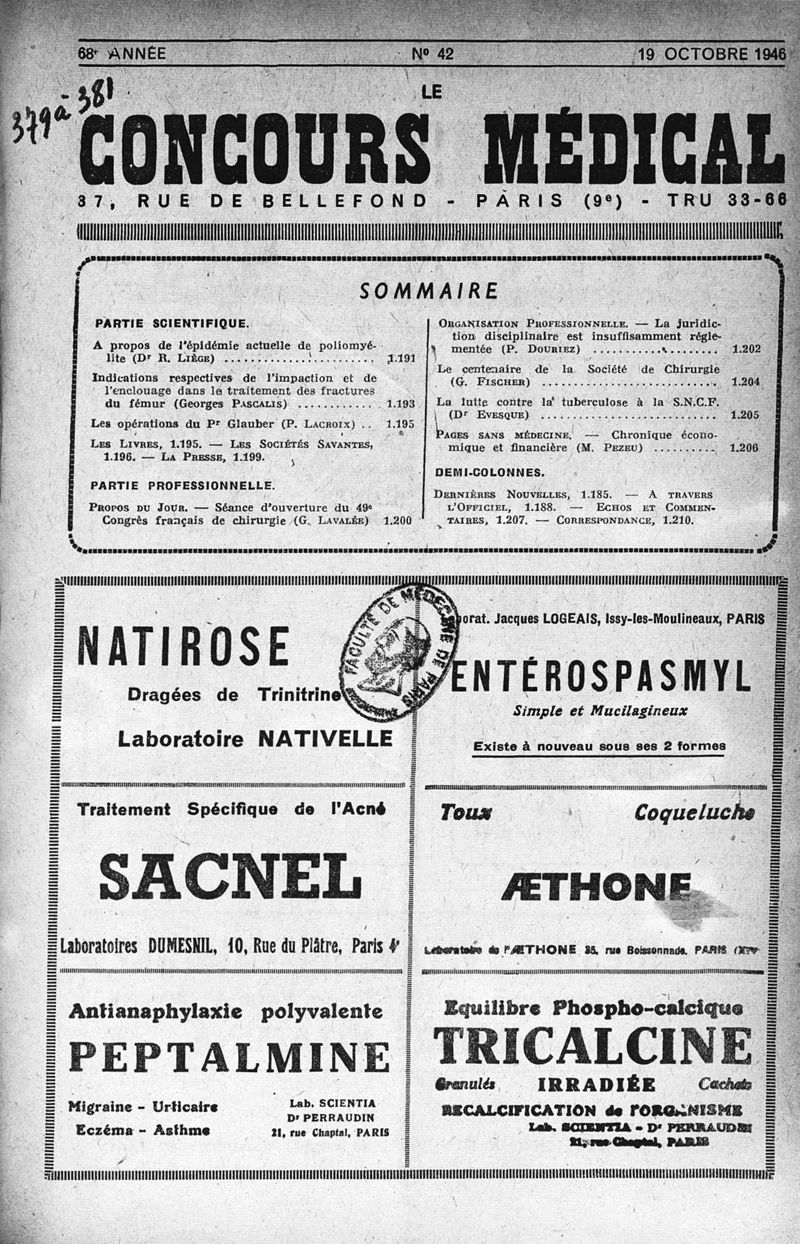 68e ANNÉE
No 42
19 OCTOBRE 1946
379 à 381
LE
CONCOURS MÉDICAL
37, RUE DE BELLEFOND - PARIS (9e) - TRU 33-66
SOMMAIRE
PARTIE SCIENTIFIQUE.
A propos de l'épidémie actuelle de poliomyé-
lite (Dr R. LIÈGE) .......................... 1.191
Indications respectives de l'impaction et de
l'enclouage dans le traitement des fractures
du fémur (Georges PASCALIS) ............ 1.193
Les opérations du Pr Glauber (P. LACROIX) .. 1.195
LES LIVRES, 1.195. — LES SOCIÉTÉS SAVANTES,
1.196. — LA PRESSE, 1.199.
PARTIE PROFESSIONNELLE.
PROPOS DU JOUR. — Séance d'ouverture du 49e
Congrès français de chirurgie (G. LAVALÉE) 1.200
ORGANISATION PROFESSIONNELLE. — La juridic-
tion disciplinaire est insuffisamment régle-
mentée (P. DOURIEZ) .................. 1.202
Le centenaire de la Société de Chirurgie
(G. FISCHER) .......................... 1.204
La lutte contre la tuberculose à la S.N.C.F.
(Dr EVESQUE) .......................... 1.205
PAGES SANS MÉDECINE. — Chronique écono-
mique et financière (M. PEZEU) .......... 1.206
DEMI-COLONNES.
DERNIÈRES NOUVELLES, 1.185. — A TRAVERS
L'OFFICIEL, 1.188. — ECHOS ET COMMEN-
TAIRES, 1.207. — CORRESPONDANCE, 1.210.
NATIROSE
Dragées de Trinitrine
Laboratoire NATIVELLE
FACULTÉ DE MÉDECINE DE PARIS
Jacques LOGEAIS, Issy-les-Moulineaux, PARIS
ENTÉROSPASMYL
Simple et Mucilagineux
Existe à nouveau sous ses 2 formes
Traitement Spécifique de l'Acné
SACNEL
Laboratoires DUMESNIL, 10, Rue du Plâtre, Paris 4e
Toux Coqueluche
ÆTHONE
Laboratoire de l'ÆTHONE 35, rue Boissonnade, PARIS
Antianaphylaxie polyvalente
PEPTALMINE
Migraine - Urticaire
Eczéma - Asthme
Lab. SCIENTIA
Dr PERRAUDIN
21, rue Chaptal, PARIS
Equilibre Phospho-calcique
TRICALCINE
Granulés IRRADIÉE Cachets
RECALCIFICATION de l'ORGANISME
Lab. SCIENTIA - Dr PERRAUDIN
21, rue Chaptal, PARIS